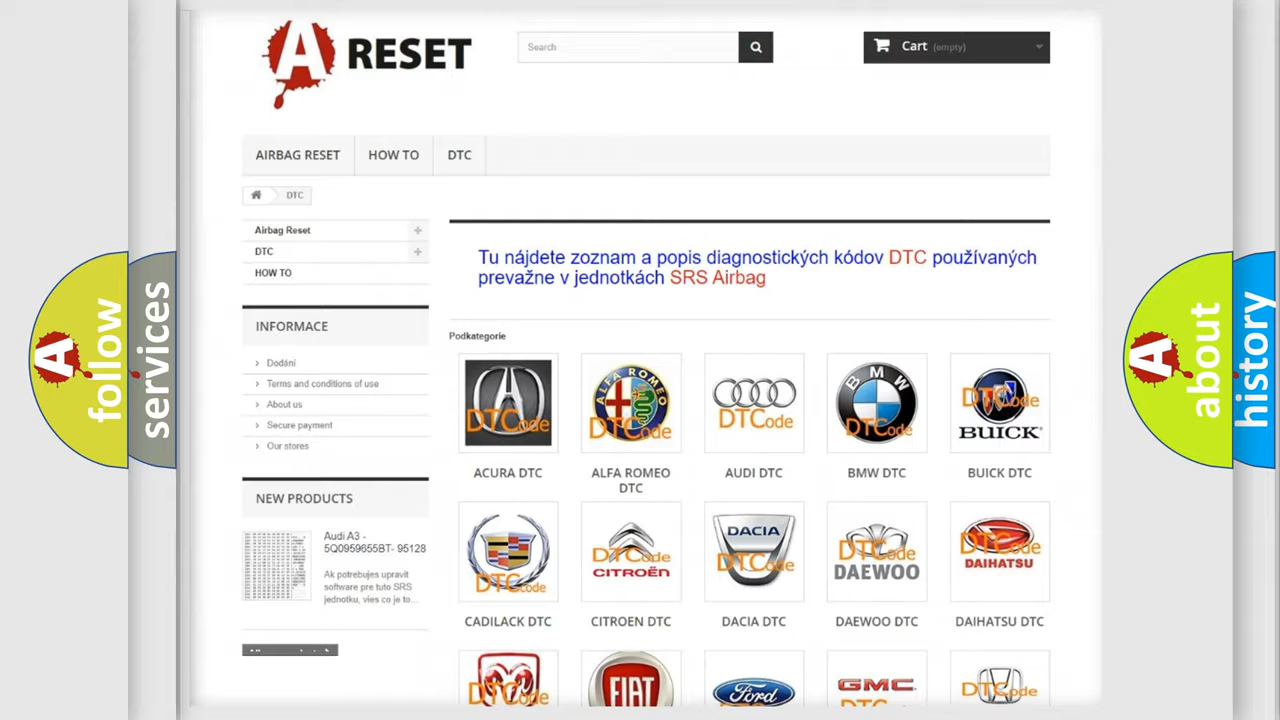 A RESET
Search
Cart (empty)
AIRBAG RESET
HOW TO
DTC
DTC
Airbag Reset
DTC
HOW TO
INFORMACE
Dodání
Terms and conditions of use
About us
Secure payment
Our stores
NEW PRODUCTS
Audi A3 -
5Q0959655BT- 95128
Ak potrebujes upravit
software pre tuto SRS
jednotku, vies co je to...
Tu nájdete zoznam a popis diagnostických kódov DTC používaných
prevažne v jednotkách SRS Airbag
Podkategorie
DTCode
ALFA ROMEO
DTCode
DTCode
BMW
DTCode
DTCode
BUICK
ACURA DTC
ALFA ROMEO
DTC
AUDI DTC
BMW DTC
BUICK DTC
DTCode
DTCode
CITROËN
DACIA
DTCode
DTCode
DAEWOO
DTCode
DAIHATSU
CADILACK DTC
CITROEN DTC
DACIA DTC
DAEWOO DTC
DAIHATSU DTC
DTCode
FIAT
Ford
GMC
DTCode
A follow
services
A about
history